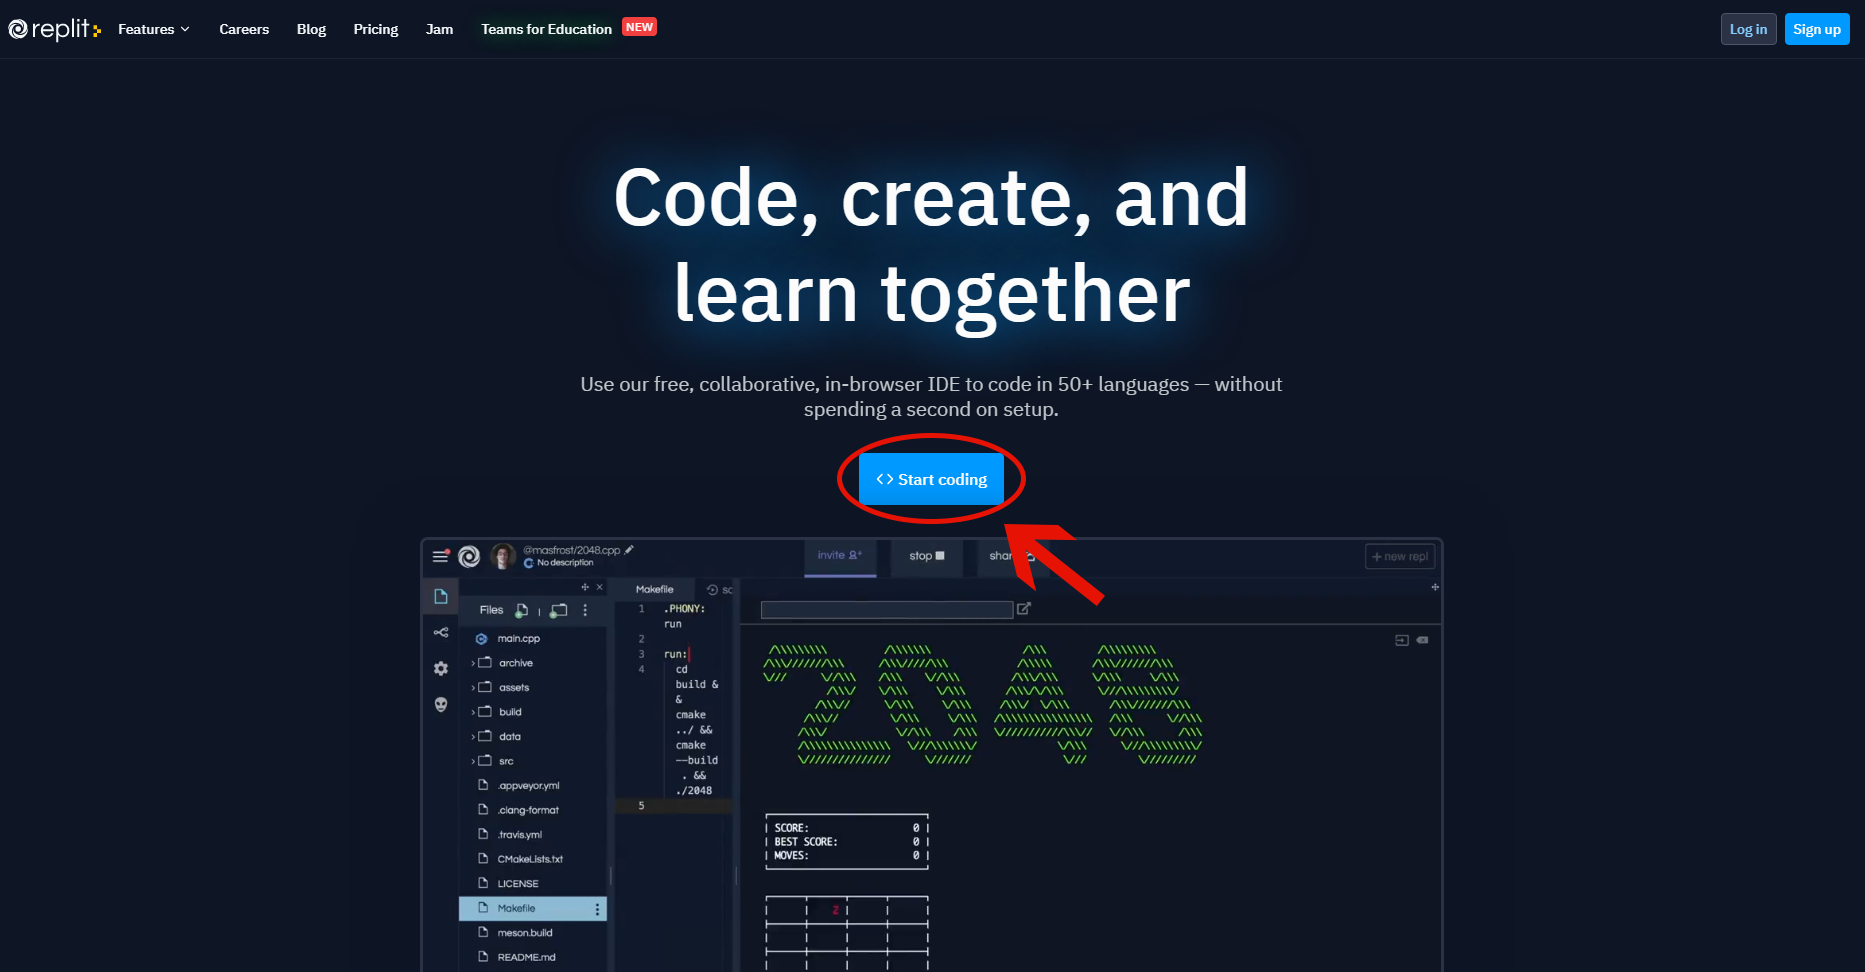 replit
Features
Careers
Blog
Pricing
Jam
Teams for Education
NEW
Log in
Sign up
Code, create, and
learn together
Use our free, collaborative, in-browser IDE to code in 50+ languages — without
spending a second on setup.
Start coding
@masfrost/2048.cpp
No description
invite
stop
+ new repl
Files
main.cpp
archive
assets
build
data
src
.appveyor.yml
.clang-format
.travis.yml
CMakeLists.txt
LICENSE
Makefile
meson.build
README.md
Makefile
1 .PHONY:
run
2
3 run:
4 cd
build &
&
cmake
../ &&
cmake
--build
. &&
./2048
5
2048
SCORE: 0
BEST SCORE: 0
MOVES: 0
2